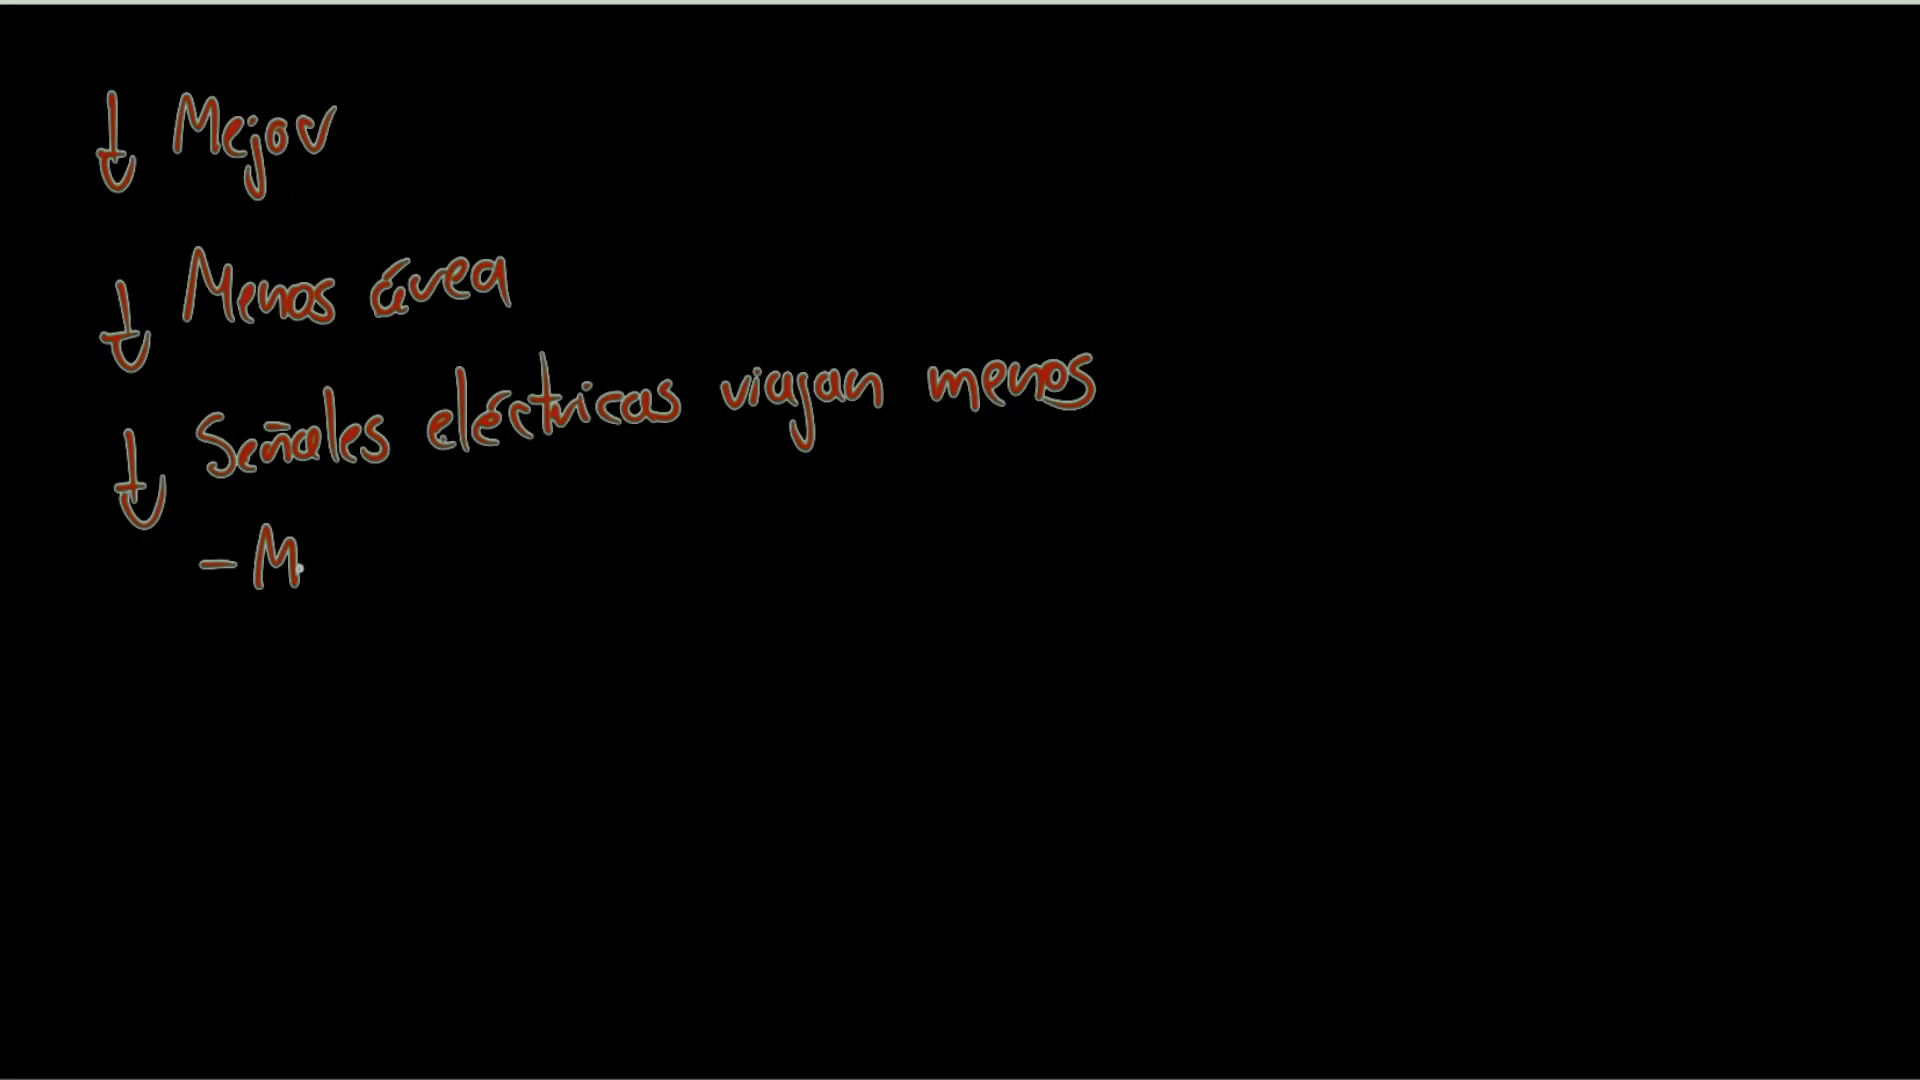 ↓ Mejor
↓ Menos área
↓ Señales eléctricas viajan menos
- M